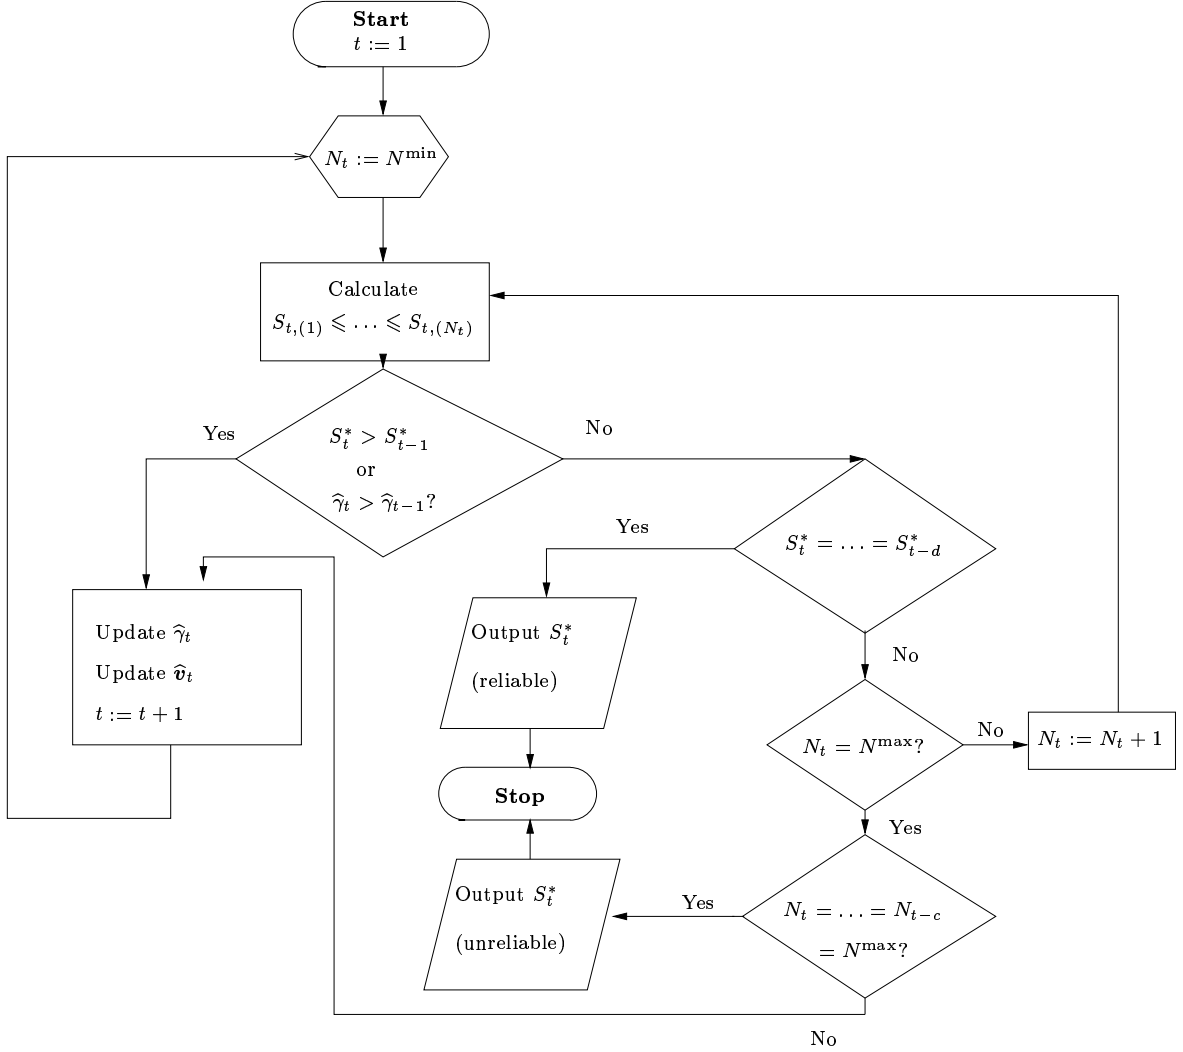 Start
t := 1
N_t := N^min
Calculate
S_{t,(1)} ⩽ … ⩽ S_{t,(N_t)}
Yes
No
S*_t > S*_{t−1}
or
γ̂_t > γ̂_{t−1}?
Yes
S*_t = … = S*_{t−d}
Update γ̂_t
Update v̂_t
t := t + 1
Output S*_t
(reliable)
No
N_t = N^max?
No
N_t := N_t + 1
Stop
Yes
Output S*_t
(unreliable)
Yes
N_t = … = N_{t−c}
= N^max?
No